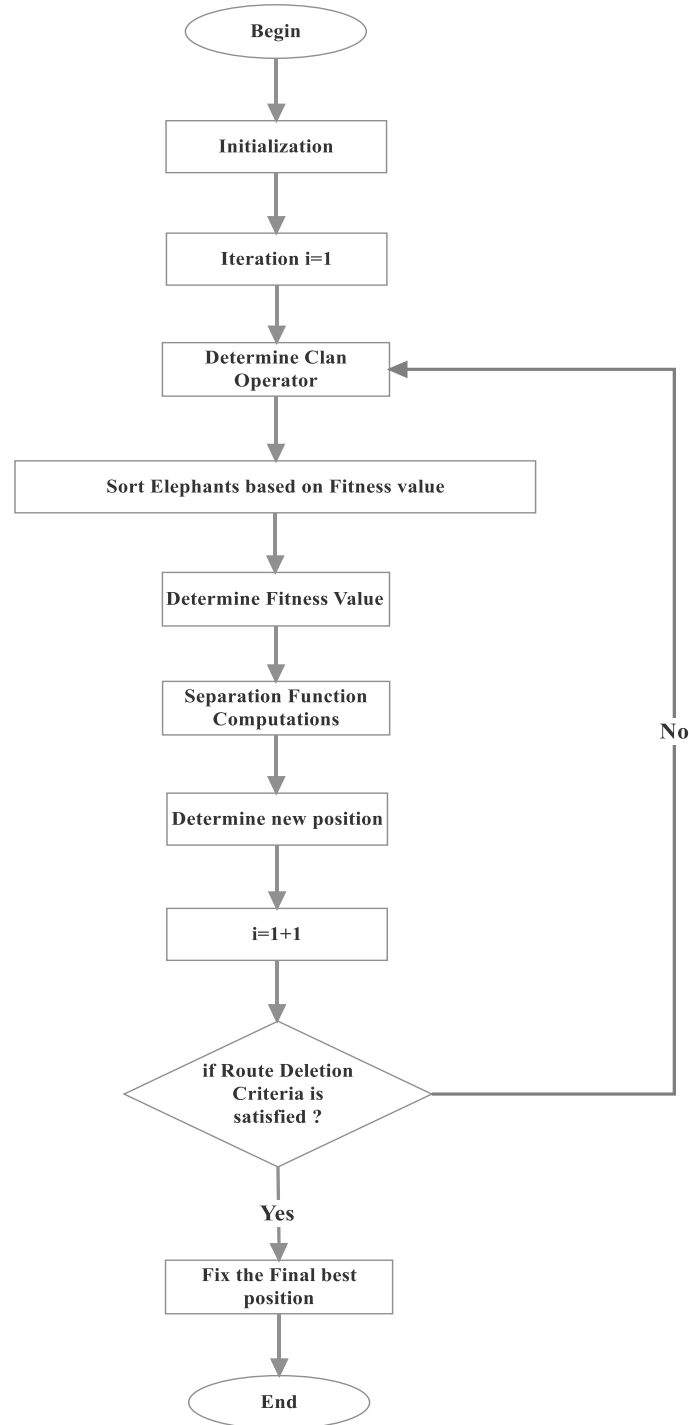 Begin
Initialization
Iteration i=1
Determine Clan
Operator
Sort Elephants based on Fitness value
Determine Fitness Value
Separation Function
Computations
No
Determine new position
i=1+1
if Route Deletion
Criteria is
satisfied ?
Yes
Fix the Final best
position
End